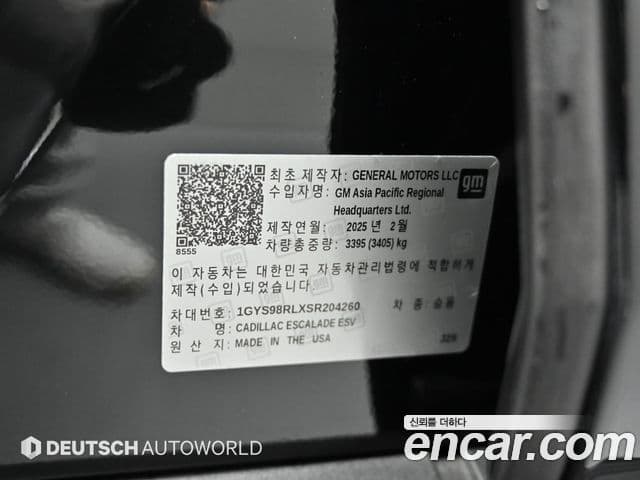 최초 제작자: GENERAL MOTORS LLC
수입자명: GM Asia Pacific Regional
Headquarters Ltd.
gm
제작연월: 2025 년 2 월
차량총중량: 3395 (3405) kg
8555
이 자동차는 대한민국 자동차관리법령에 적합하게
제작(수입)되었습니다.
차대번호: 1GYS98RLXSR204260 차 종: 승용
차 명: CADILLAC ESCALADE ESV
원 산 지: MADE IN THE USA
DEUTSCH AUTOWORLD
신뢰를 더하다
encar.com